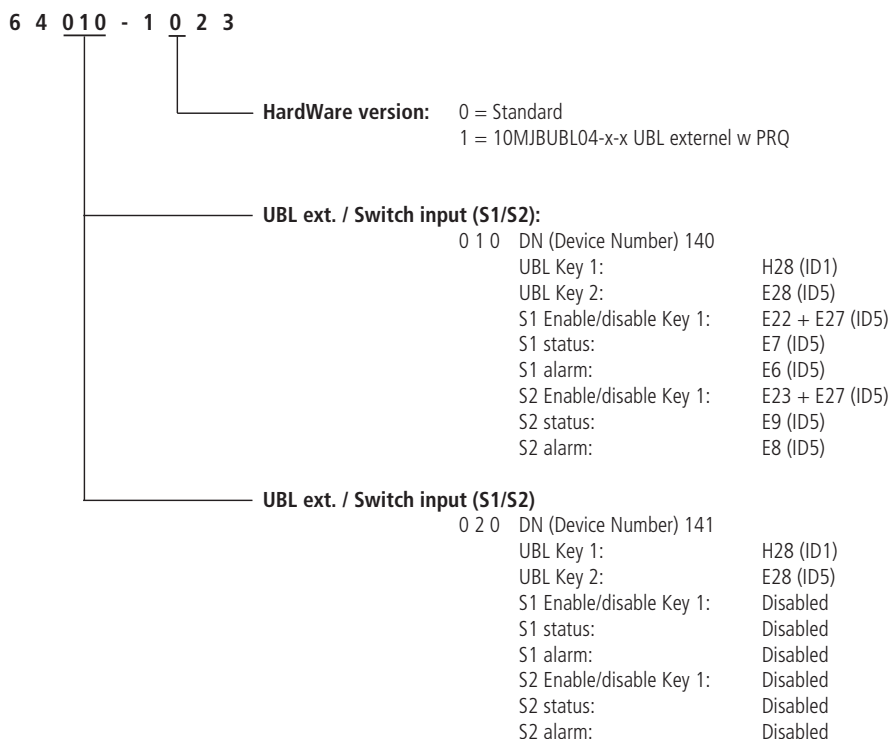 6 4 0 1 0 - 1 0 2 3
HardWare version: 0 = Standard
1 = 10MJBUBL04-x-x UBL externel w PRQ
UBL ext. / Switch input (S1/S2):
0 1 0 DN (Device Number) 140
UBL Key 1: H28 (ID1)
UBL Key 2: E28 (ID5)
S1 Enable/disable Key 1: E22 + E27 (ID5)
S1 status: E7 (ID5)
S1 alarm: E6 (ID5)
S2 Enable/disable Key 1: E23 + E27 (ID5)
S2 status: E9 (ID5)
S2 alarm: E8 (ID5)
UBL ext. / Switch input (S1/S2)
0 2 0 DN (Device Number) 141
UBL Key 1: H28 (ID1)
UBL Key 2: E28 (ID5)
S1 Enable/disable Key 1: Disabled
S1 status: Disabled
S1 alarm: Disabled
S2 Enable/disable Key 1: Disabled
S2 status: Disabled
S2 alarm: Disabled